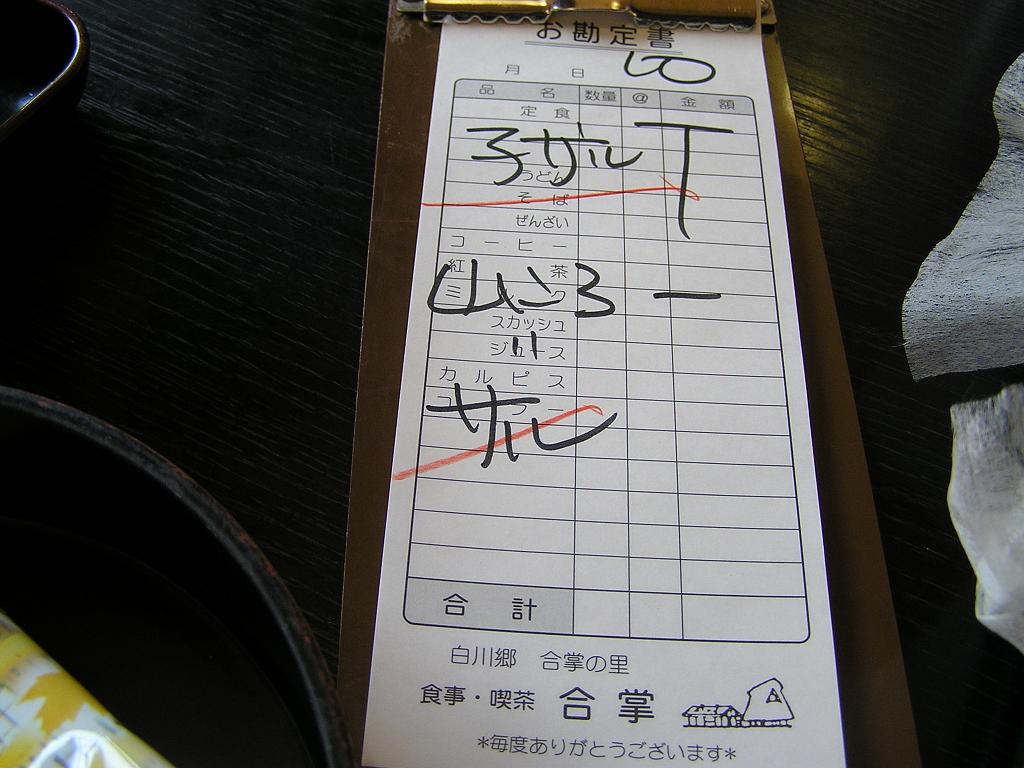 お勘定書
月 日 10
品 名 数量 @ 金 額
定 食
子ザル T
うどん
そ ば
ぜんざい
コ ー ヒ ー
紅 茶
ミ ル ク
山いろ 一
スカッシュ
ジュース
〃
カ ル ピ ス
ザル
合 計
白川郷 合掌の里
食事・喫茶 合 掌
*毎度ありがとうございます*